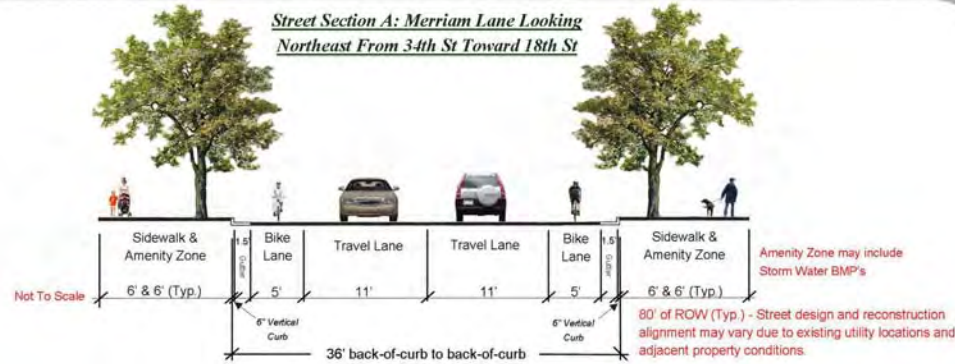 Street Section A: Merriam Lane Looking
Northeast From 34th St Toward 18th St
Sidewalk &
Amenity Zone
6' & 6' (Typ.)
1.5'
Gutter
Bike
Lane
5'
Travel Lane
11'
Travel Lane
11'
Bike
Lane
5'
1.5'
Gutter
Sidewalk &
Amenity Zone
6' & 6' (Typ.)
Amenity Zone may include
Storm Water BMP's
Not To Scale
6" Vertical
Curb
6" Vertical
Curb
80' of ROW (Typ.) - Street design and reconstruction
alignment may vary due to existing utility locations and
adjacent property conditions.
36' back-of-curb to back-of-curb